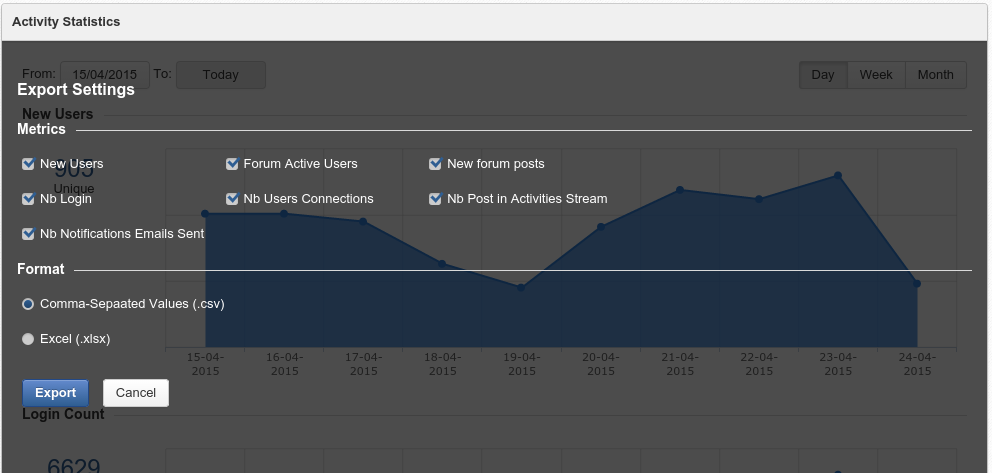 Activity Statistics
From: 15/04/2015 To: Today Day Week Month
Export Settings
New Users
Metrics
New Users Forum Active Users New forum posts
905
Unique
Nb Login Nb Users Connections Nb Post in Activities Stream
Nb Notifications Emails Sent
Format
Comma-Sepaated Values (.csv)
Excel (.xlsx)
15-04-2015 16-04-2015 17-04-2015 18-04-2015 19-04-2015 20-04-2015 21-04-2015 22-04-2015 23-04-2015 24-04-2015
Export Cancel
Login Count
6629